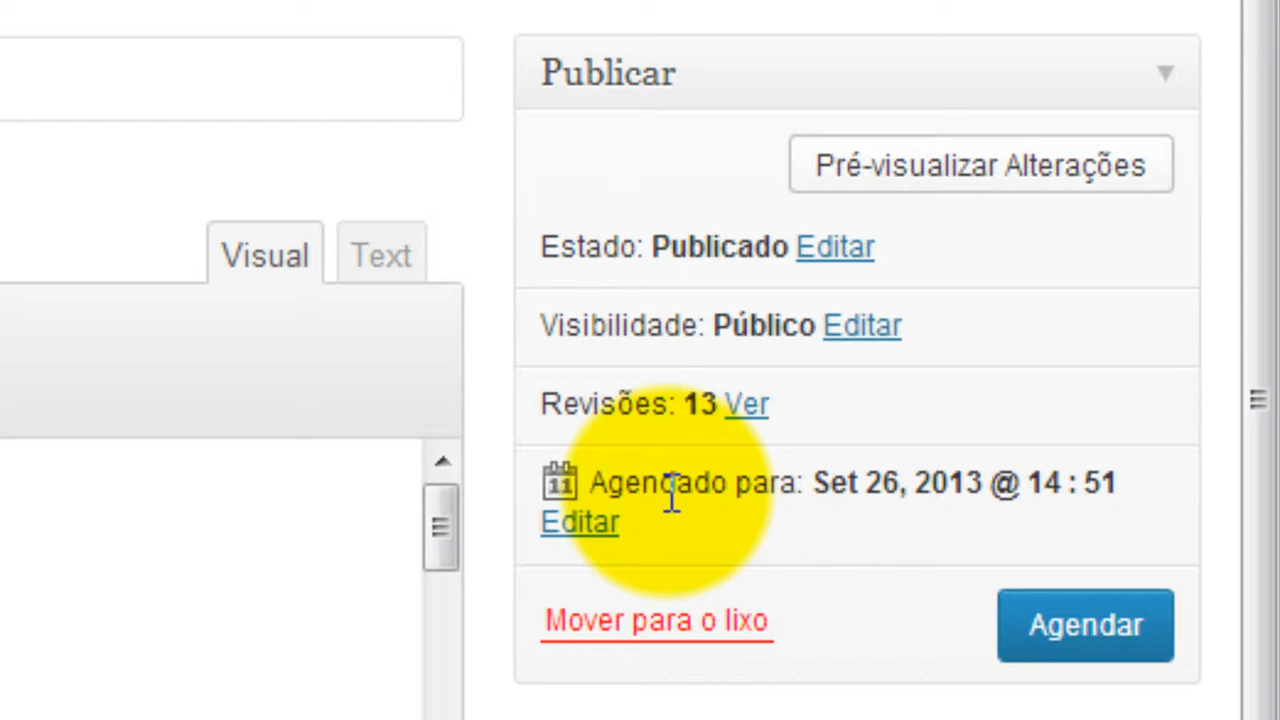 Publicar
Pré-visualizar Alterações
Visual Text
Estado: Publicado Editar
Visibilidade: Público Editar
Revisões: 13 Ver
11 Agendado para: Set 26, 2013 @ 14 : 51
Editar
Mover para o lixo
Agendar